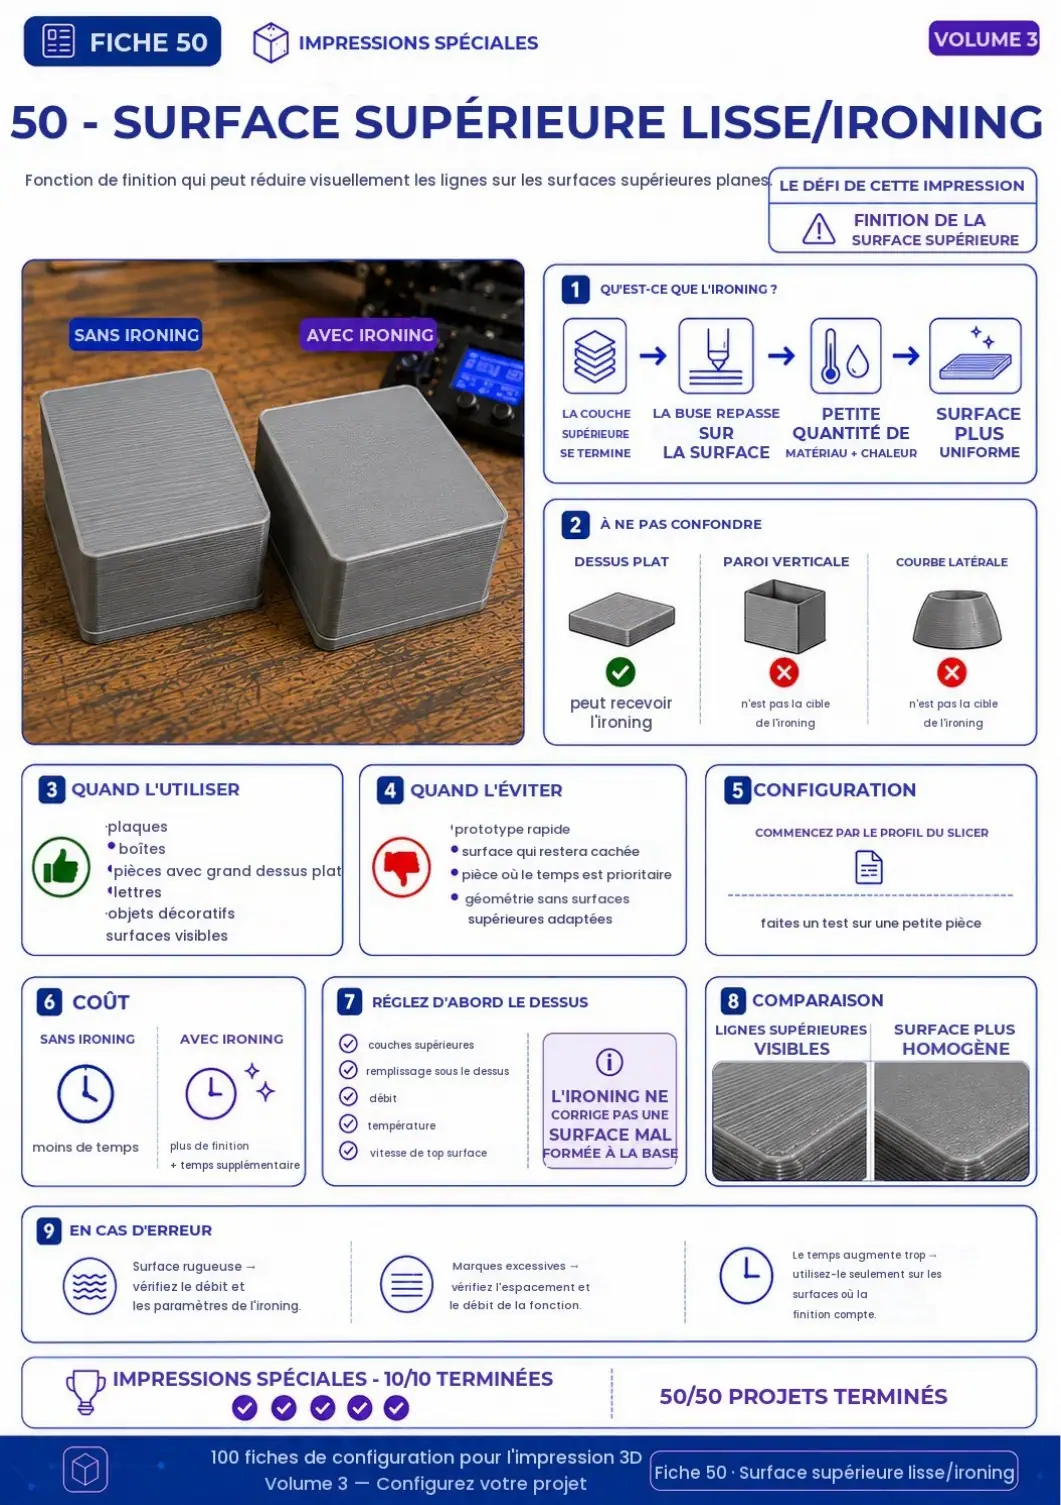 FICHE 50
IMPRESSIONS SPÉCIALES
VOLUME 3
50 - SURFACE SUPÉRIEURE LISSE/IRONING
Fonction de finition qui peut réduire visuellement les lignes sur les surfaces supérieures planes.
LE DÉFI DE CETTE IMPRESSION
FINITION DE LA
SURFACE SUPÉRIEURE
SANS IRONING
AVEC IRONING
1 QU'EST-CE QUE L'IRONING ?
LA COUCHE
SUPÉRIEURE
SE TERMINE
LA BUSE REPASSE
SUR
LA SURFACE
PETITE
QUANTITÉ DE
MATÉRIAU + CHALEUR
SURFACE
PLUS
UNIFORME
2 À NE PAS CONFONDRE
DESSUS PLAT
peut recevoir
l'ironing
PAROI VERTICALE
n'est pas la cible
de l'ironing
COURBE LATÉRALE
n'est pas la cible
de l'ironing
3 QUAND L'UTILISER
·plaques
• boîtes
•pièces avec grand dessus plat
•lettres
·objets décoratifs
surfaces visibles
4 QUAND L'ÉVITER
'prototype rapide
• surface qui restera cachée
• pièce où le temps est prioritaire
• géométrie sans surfaces
supérieures adaptées
5 CONFIGURATION
COMMENCEZ PAR LE PROFIL DU SLICER
faites un test sur une petite pièce
6 COÛT
SANS IRONING
moins de temps
AVEC IRONING
plus de finition
+ temps supplémentaire
7 RÉGLEZ D'ABORD LE DESSUS
couches supérieures
remplissage sous le dessus
débit
température
vitesse de top surface
L'IRONING NE
CORRIGE PAS UNE
SURFACE MAL
FORMÉE À LA BASE
8 COMPARAISON
LIGNES SUPÉRIEURES
VISIBLES
SURFACE PLUS
HOMOGÈNE
9 EN CAS D'ERREUR
Surface rugueuse →
vérifiez le débit et
les paramètres de l'ironing.
Marques excessives →
vérifiez l'espacement et
le débit de la fonction.
Le temps augmente trop →
utilisez-le seulement sur les
surfaces où la
finition compte.
IMPRESSIONS SPÉCIALES - 10/10 TERMINÉES
50/50 PROJETS TERMINÉS
100 fiches de configuration pour l'impression 3D
Volume 3 — Configurez votre projet
Fiche 50 · Surface supérieure lisse/ironing